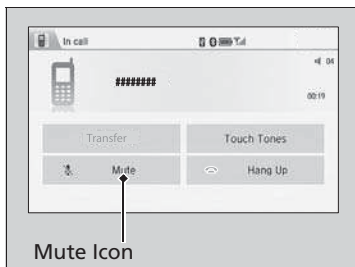 In call
04
########
00:19
Transfer Touch Tones
Mute Hang Up
Mute Icon